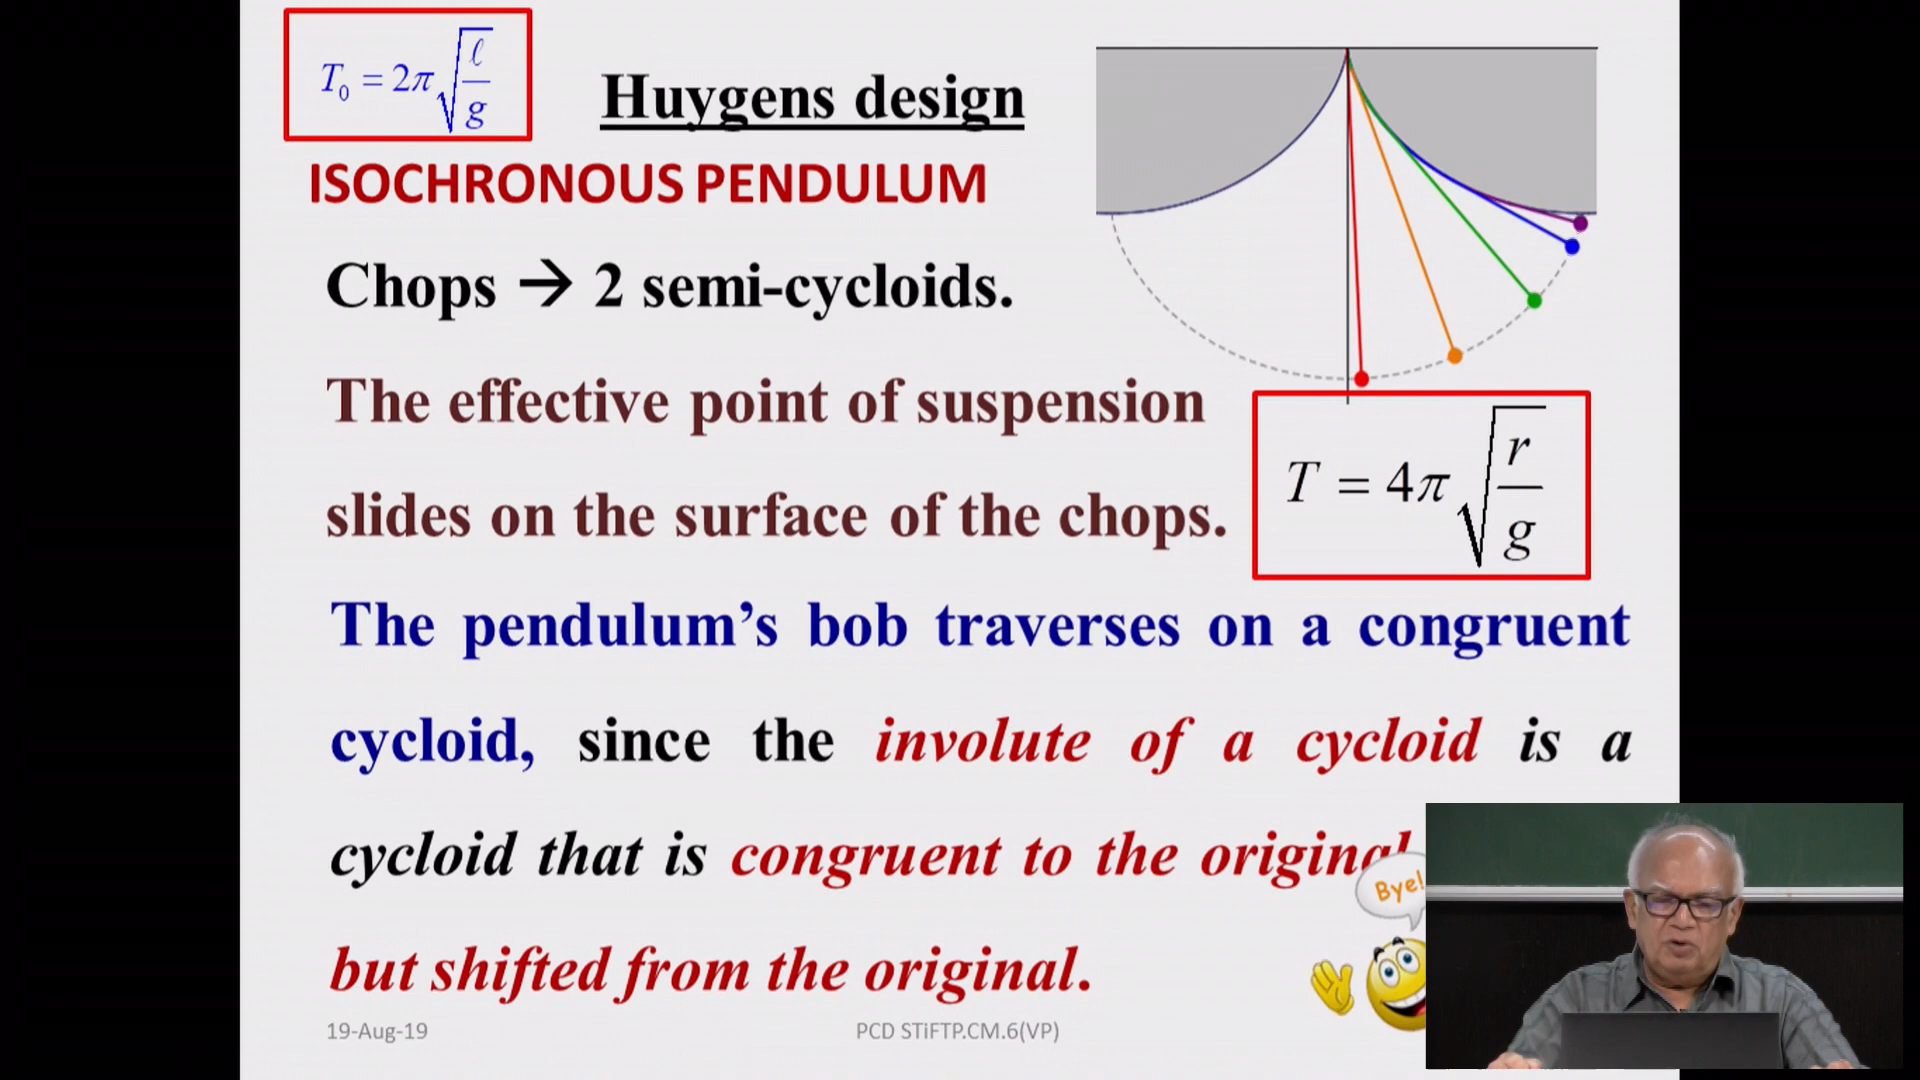 T₀ = 2π√(ℓ/g)
Huygens design
ISOCHRONOUS PENDULUM
Chops → 2 semi-cycloids.
The effective point of suspension
slides on the surface of the chops.
T = 4π√(r/g)
The pendulum’s bob traverses on a congruent
cycloid, since the involute of a cycloid is a
cycloid that is congruent to the original
but shifted from the original.
Bye!
19-Aug-19
PCD STiFTP.CM.6(VP)